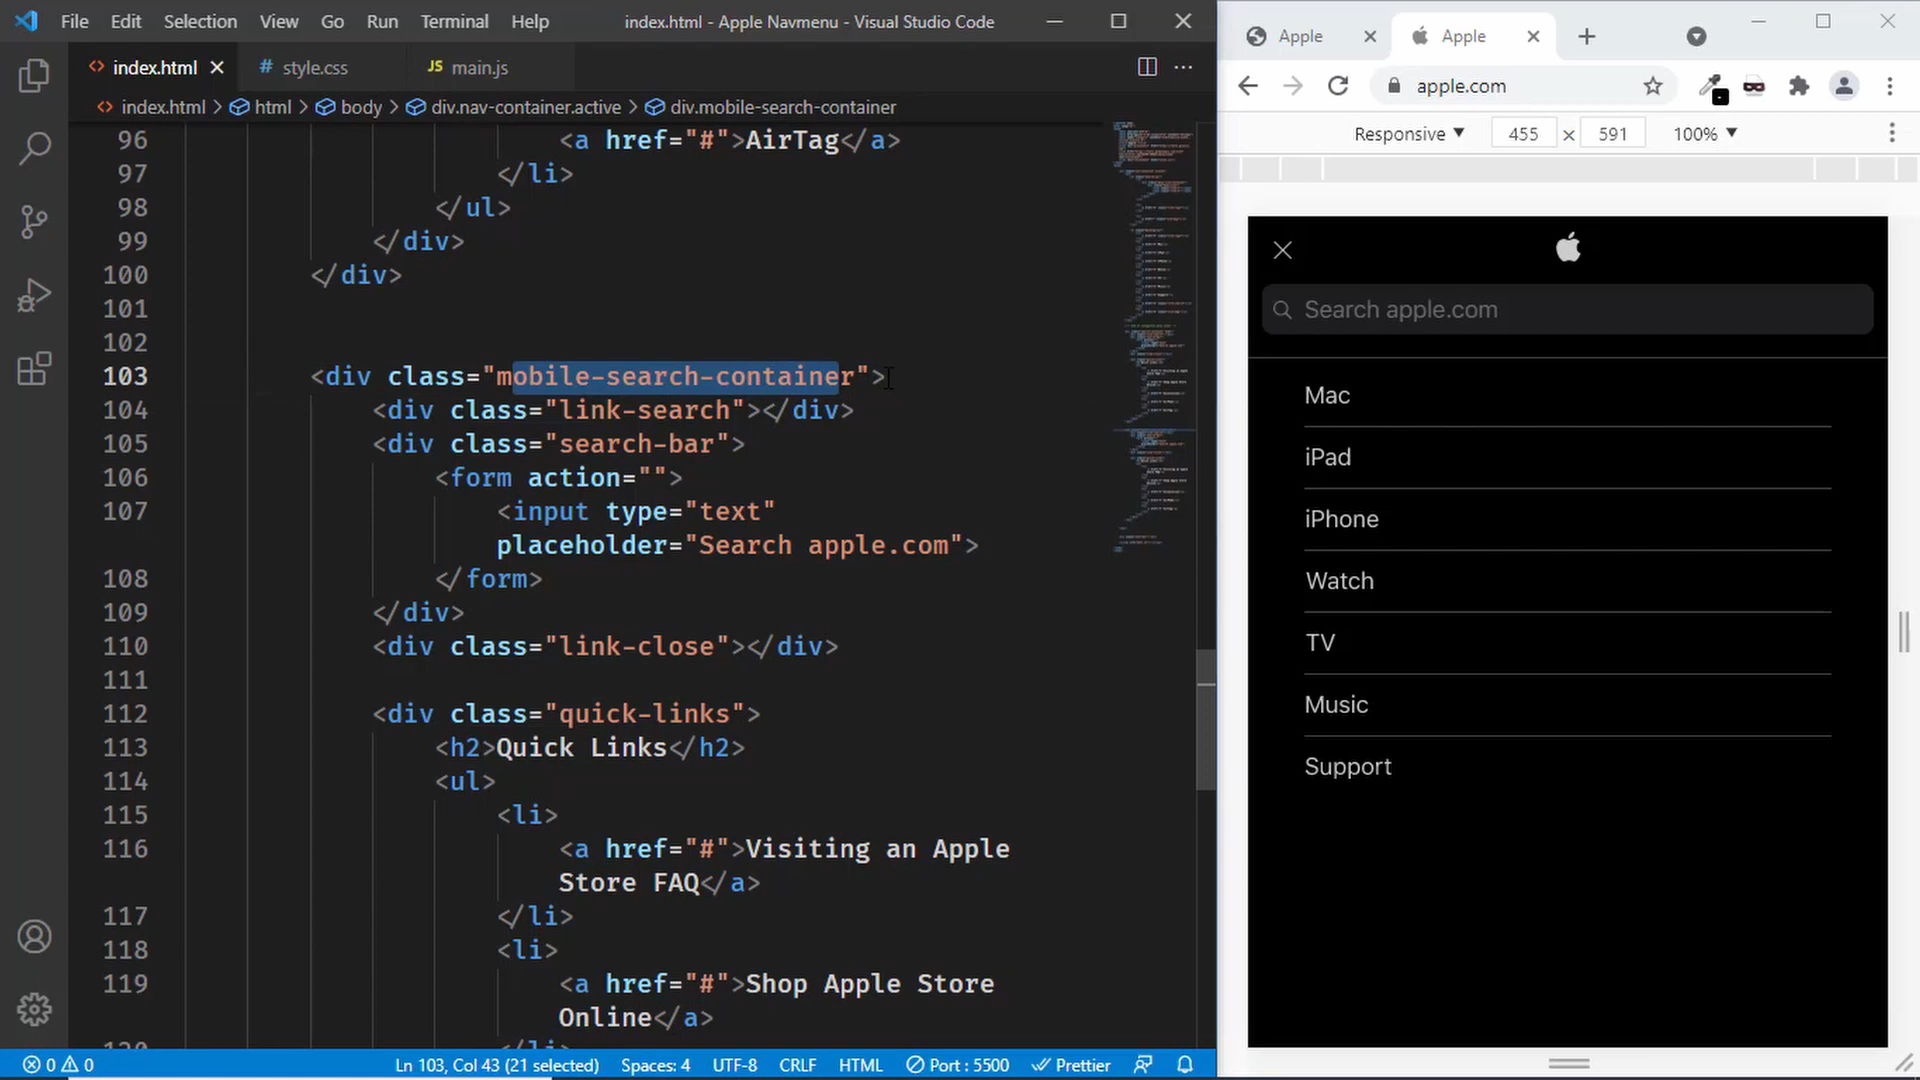 File Edit Selection View Go Run Terminal Help index.html - Apple Navmenu - Visual Studio Code
index.html style.css JS main.js
index.html > html > body > div.nav-container.active > div.mobile-search-container
96 <a href="#">AirTag</a>
97 </li>
98 </ul>
99 </div>
100 </div>
101
102
103 <div class="mobile-search-container">
104 <div class="link-search"></div>
105 <div class="search-bar">
106 <form action="">
107 <input type="text"
placeholder="Search apple.com">
108 </form>
109 </div>
110 <div class="link-close"></div>
111
112 <div class="quick-links">
113 <h2>Quick Links</h2>
114 <ul>
115 <li>
116 <a href="#">Visiting an Apple
Store FAQ</a>
117 </li>
118 <li>
119 <a href="#">Shop Apple Store
Online</a>
120 </li>
0 0 Ln 103, Col 43 (21 selected) Spaces: 4 UTF-8 CRLF HTML Port : 5500 Prettier
Apple Apple
apple.com
Responsive 455 × 591 100%
Search apple.com
Mac
iPad
iPhone
Watch
TV
Music
Support